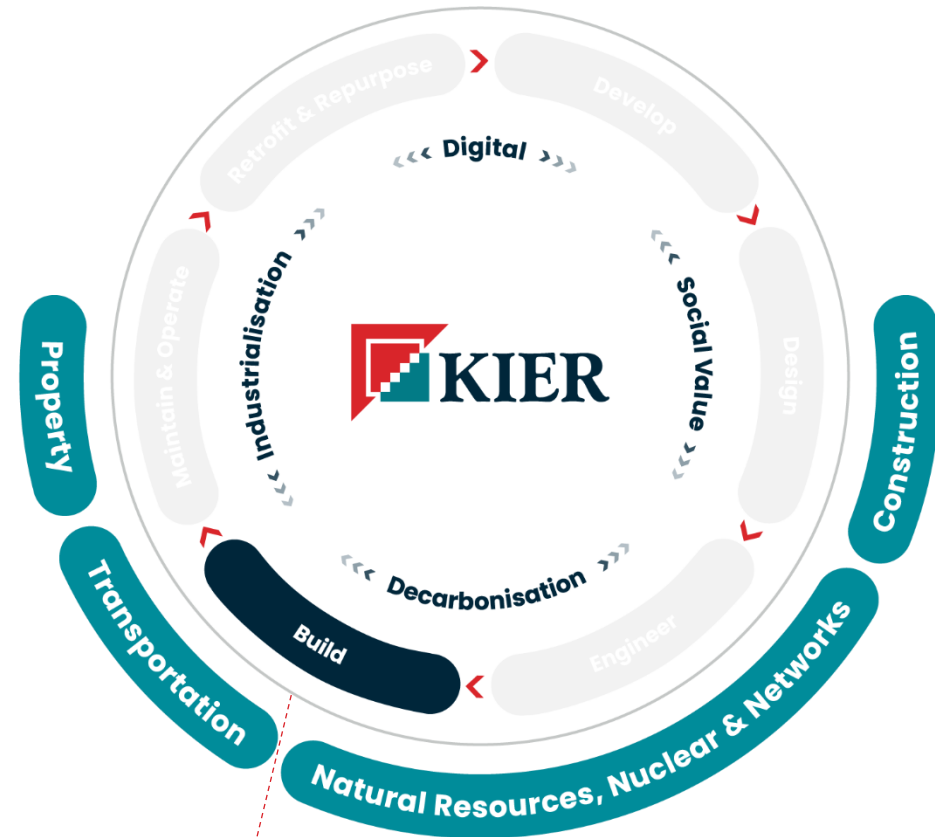 Retrofit & Repurpose
Develop
Digital
Industrialisation
Social Value
Maintain & Operate
Design
KIER
Property
Construction
Decarbonisation
Build
Engineer
Transportation
Natural Resources, Nuclear & Networks